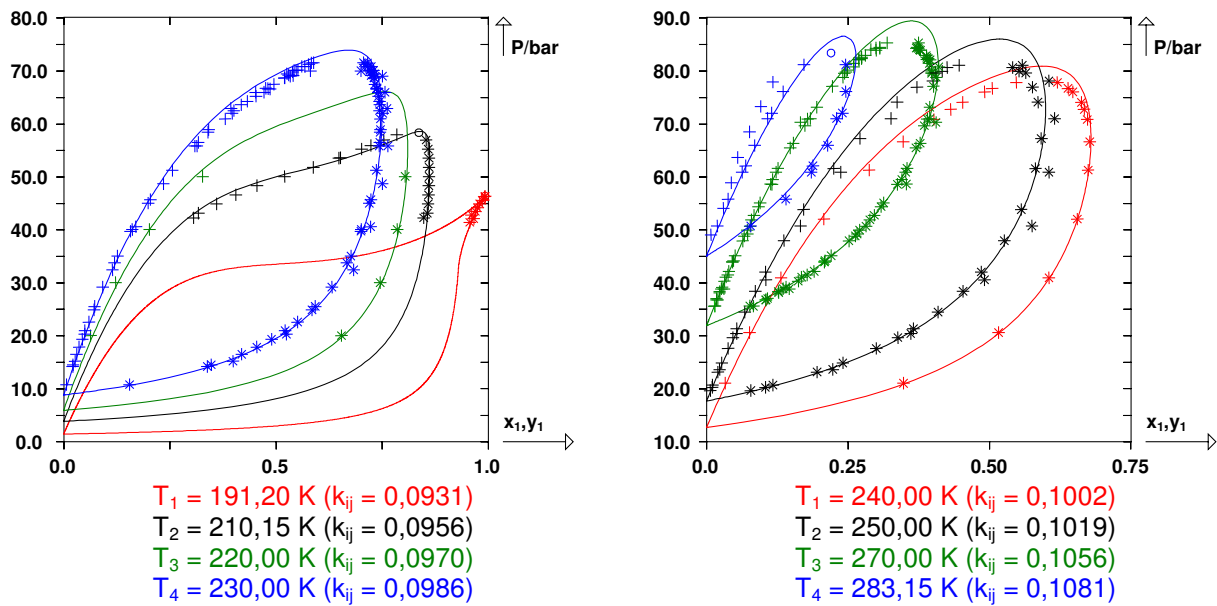 80.0
70.0
60.0
50.0
40.0
30.0
20.0
10.0
0.0
0.0
0.5
1.0
P/bar
x₁,y₁
T₁ = 191,20 K (kᵢⱼ = 0,0931)
T₂ = 210,15 K (kᵢⱼ = 0,0956)
T₃ = 220,00 K (kᵢⱼ = 0,0970)
T₄ = 230,00 K (kᵢⱼ = 0,0986)
90.0
80.0
70.0
60.0
50.0
40.0
30.0
20.0
10.0
0.0
0.25
0.50
0.75
P/bar
x₁,y₁
T₁ = 240,00 K (kᵢⱼ = 0,1002)
T₂ = 250,00 K (kᵢⱼ = 0,1019)
T₃ = 270,00 K (kᵢⱼ = 0,1056)
T₄ = 283,15 K (kᵢⱼ = 0,1081)